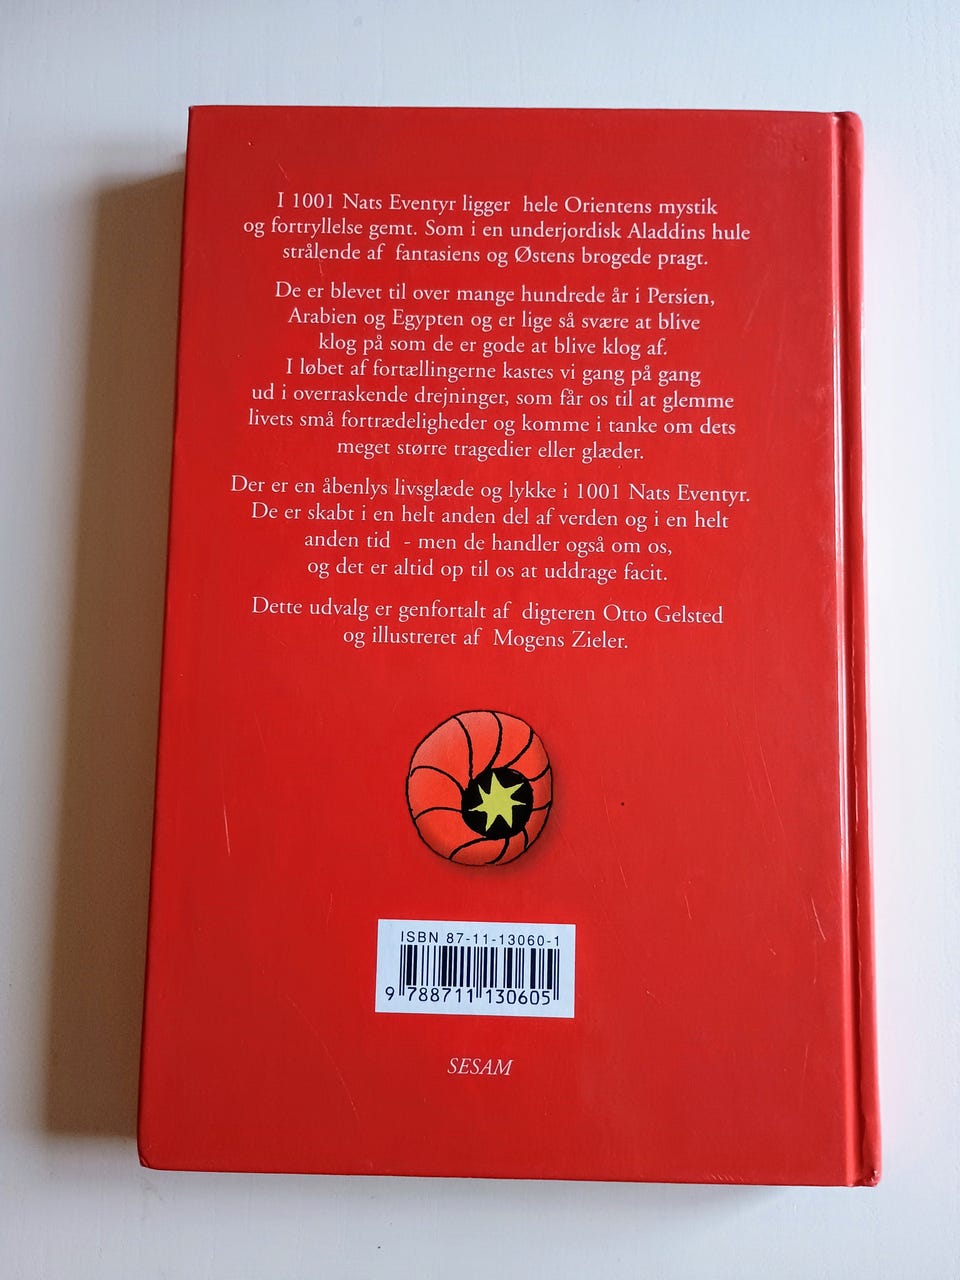 I 1001 Nats Eventyr ligger hele Orientens mystik
og fortryllelse gemt. Som i en underjordisk Aladdins hule
strålende af fantasiens og Østens brogede pragt.
De er blevet til over mange hundrede år i Persien,
Arabien og Egypten og er lige så svære at blive
klog på som de er gode at blive klog af.
I løbet af fortællingerne kastes vi gang på gang
ud i overraskende drejninger, som får os til at glemme
livets små fortrædeligheder og komme i tanke om dets
meget større tragedier eller glæder.
Der er en åbenlys livsglæde og lykke i 1001 Nats Eventyr.
De er skabt i en helt anden del af verden og i en helt
anden tid - men de handler også om os,
og det er altid op til os at uddrage facit.
Dette udvalg er genfortalt af digteren Otto Gelsted
og illustreret af Mogens Zieler.
ISBN 87-11-13060-1
9 788711 130605
SESAM